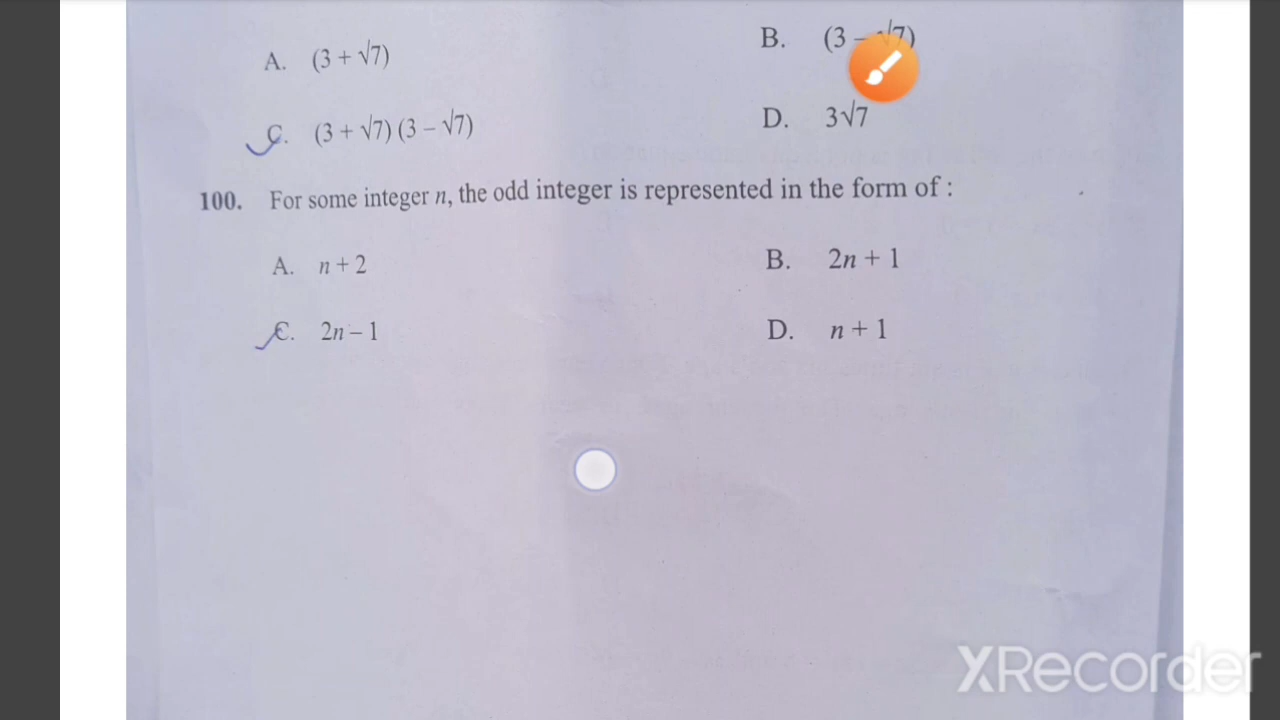 A. (3 + √7)
B. (3 – √7)
C. (3 + √7) (3 – √7)
D. 3√7
100. For some integer n, the odd integer is represented in the form of :
A. n + 2
B. 2n + 1
C. 2n – 1
D. n + 1
XRecorder